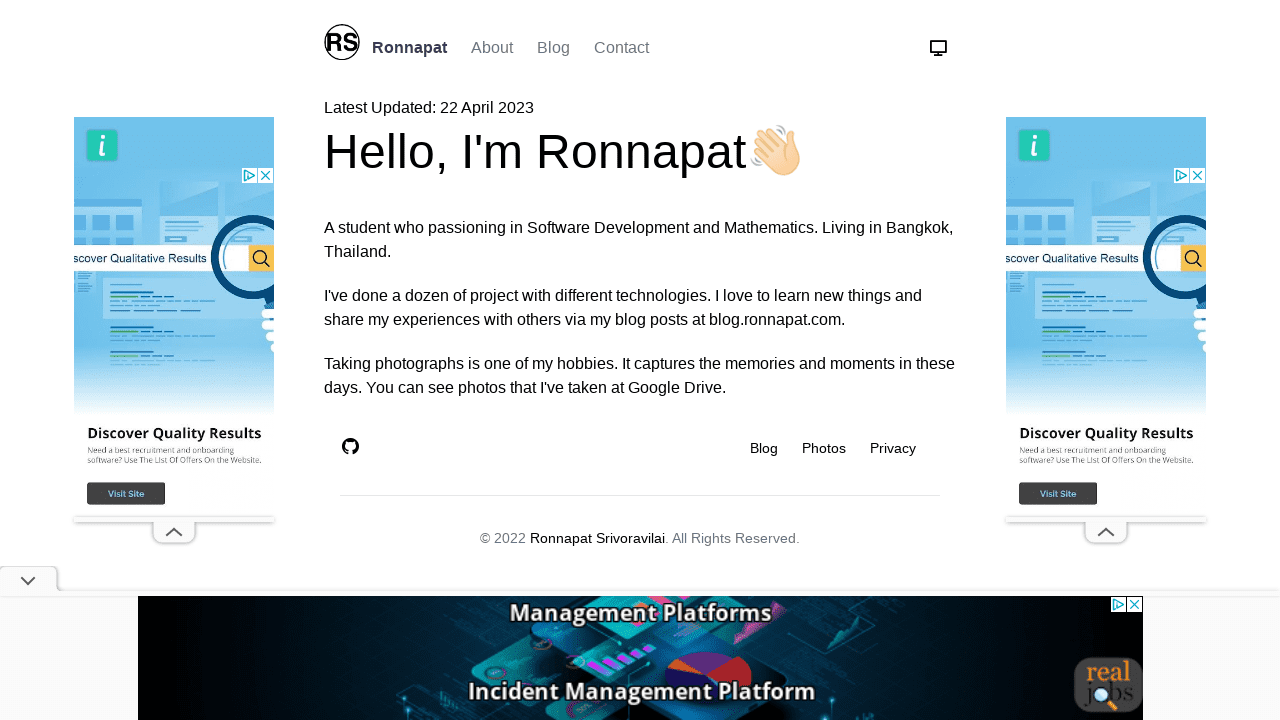 RS
Ronnapat About Blog Contact
Latest Updated: 22 April 2023
Hello, I'm Ronnapat👋🏻
A student who passioning in Software Development and Mathematics. Living in Bangkok,
Thailand.
I've done a dozen of project with different technologies. I love to learn new things and
share my experiences with others via my blog posts at blog.ronnapat.com.
Taking photographs is one of my hobbies. It captures the memories and moments in these
days. You can see photos that I've taken at Google Drive.
Blog Photos Privacy
© 2022 Ronnapat Srivoravilai. All Rights Reserved.
i
scover Qualitative Results
Discover Quality Results
Need a best recruitment and onboarding
software? Use The List Of Offers On the Website.
Visit Site
i
scover Qualitative Results
Discover Quality Results
Need a best recruitment and onboarding
software? Use The List Of Offers On the Website.
Visit Site
Management Platforms
Incident Management Platform
real
jobs